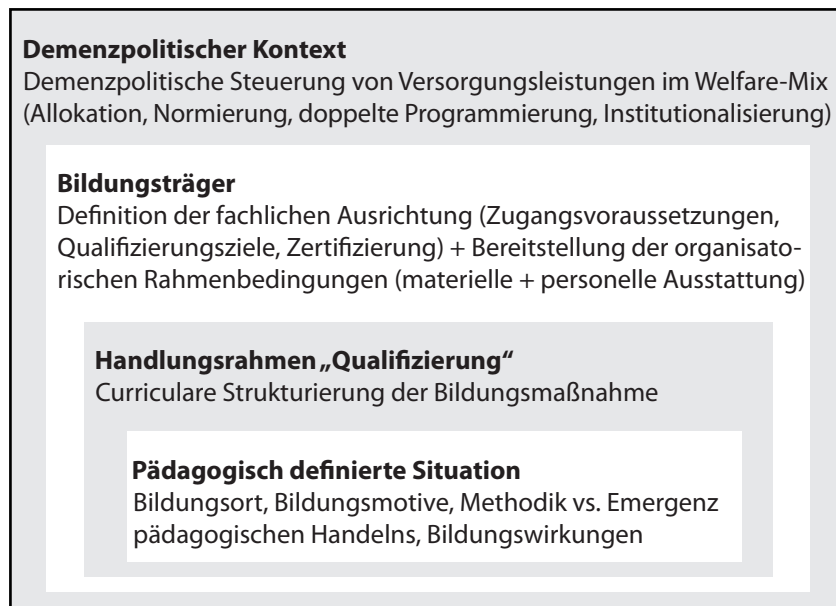 Demenzpolitischer Kontext
Demenzpolitische Steuerung von Versorgungsleistungen im Welfare-Mix
(Allokation, Normierung, doppelte Programmierung, Institutionalisierung)
Bildungsträger
Definition der fachlichen Ausrichtung (Zugangsvoraussetzungen,
Qualifizierungsziele, Zertifizierung) + Bereitstellung der organisato-
rischen Rahmenbedingungen (materielle + personelle Ausstattung)
Handlungsrahmen „Qualifizierung“
Curriculare Strukturierung der Bildungsmaßnahme
Pädagogisch definierte Situation
Bildungsort, Bildungsmotive, Methodik vs. Emergenz
pädagogischen Handelns, Bildungswirkungen